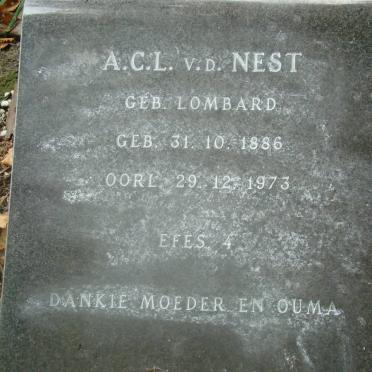 A.C.L. V.D. NEST
GEB. LOMBARD
GEB. 31. 10. 1886
OORL. 29. 12. 1973
EFES. 4
DANKIE MOEDER EN OUMA